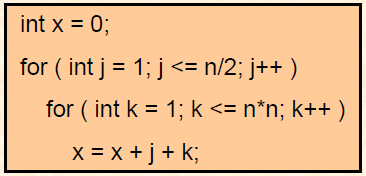 int x = 0;
for ( int j = 1; j <= n/2; j++ )
for ( int k = 1; k <= n*n; k++ )
x = x + j + k;